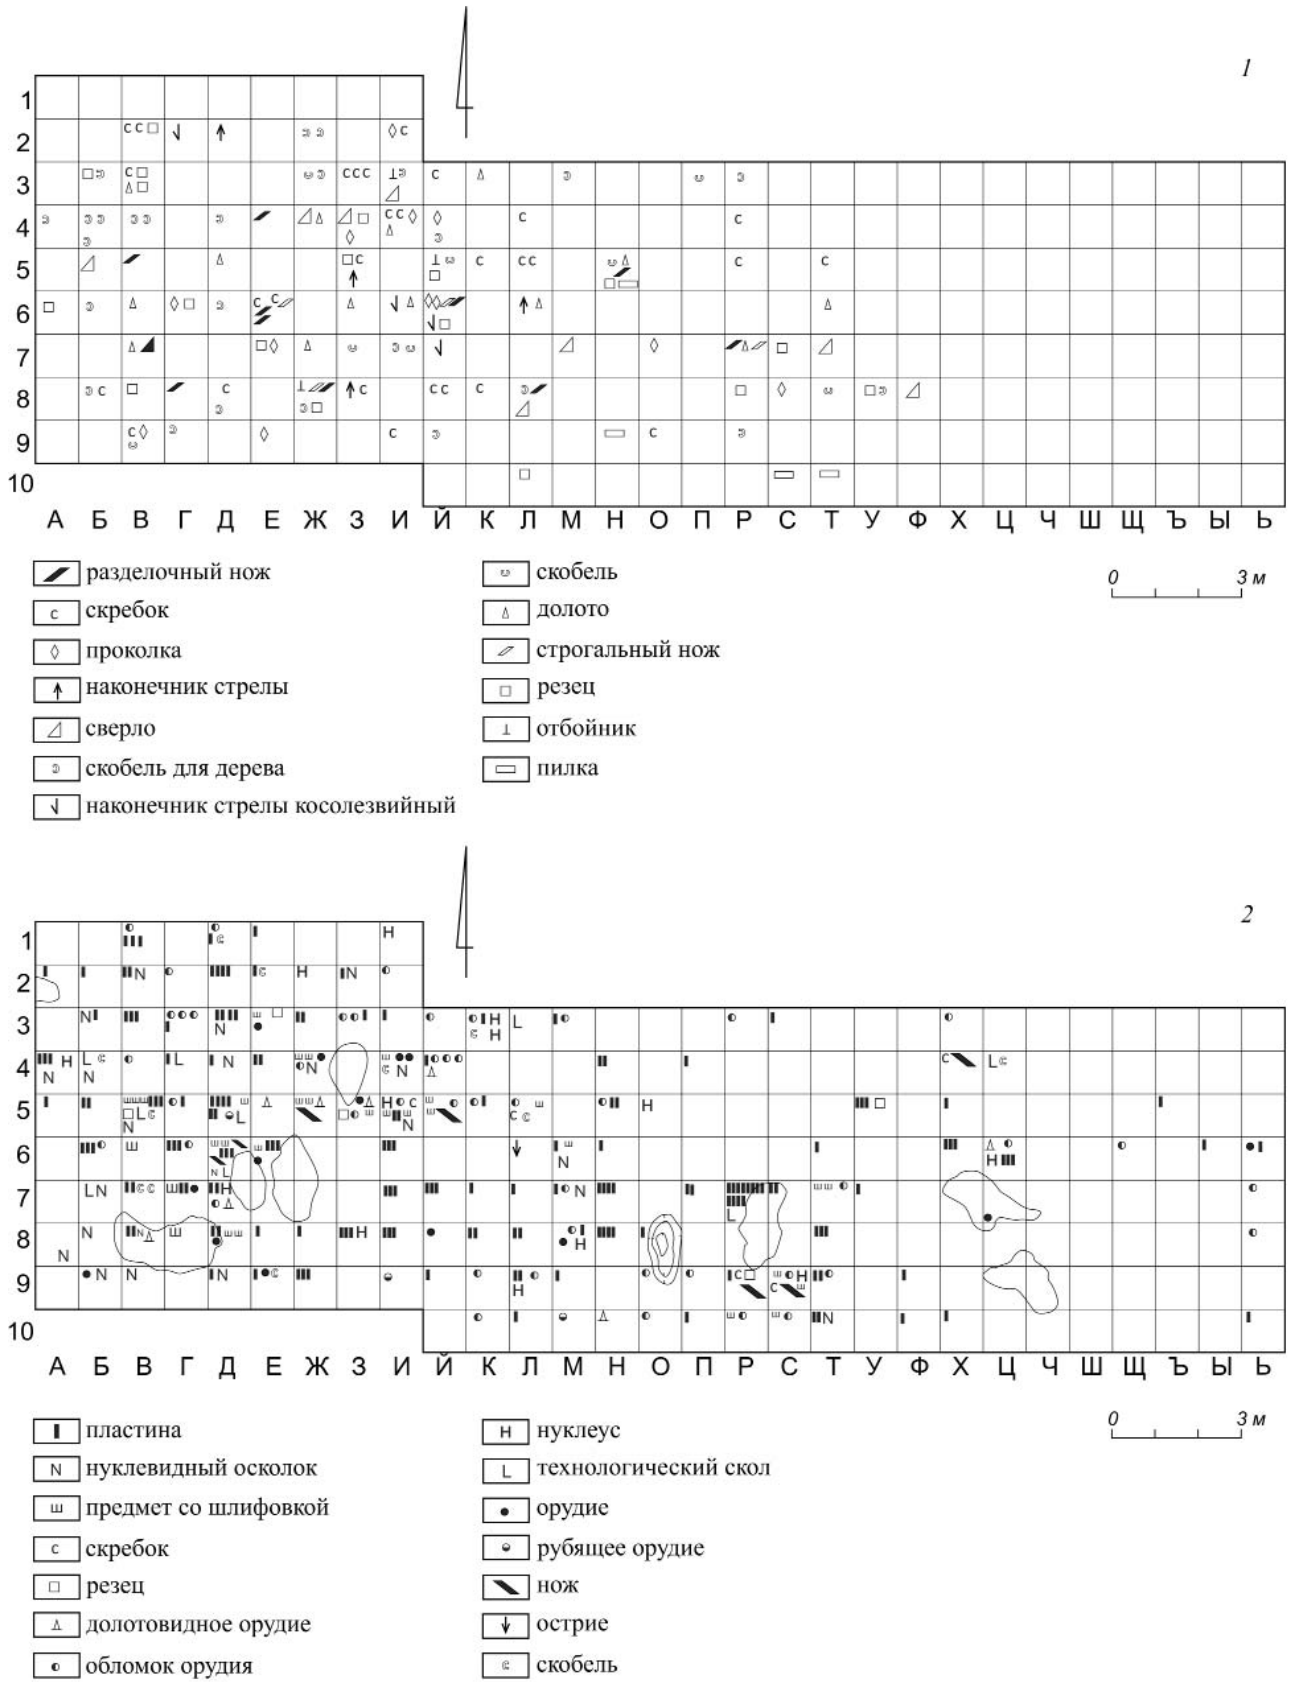 1
1
2
3
4
5
6
7
8
9
10
А Б В Г Д Е Ж З И Й К Л М Н О П Р С Т У Ф Х Ц Ч Ш Щ Ъ Ы Ь
разделочный нож
скребок
проколка
наконечник стрелы
сверло
скобель для дерева
наконечник стрелы косолезвийный
скобель
долото
строгальный нож
резец
отбойник
пилка
0 3 м
2
1
2
3
4
5
6
7
8
9
10
А Б В Г Д Е Ж З И Й К Л М Н О П Р С Т У Ф Х Ц Ч Ш Щ Ъ Ы Ь
пластина
N нуклевидный осколок
ш предмет со шлифовкой
с скребок
резец
долотовидное орудие
обломок орудия
Н нуклеус
L технологический скол
орудие
рубящее орудие
нож
острие
скобель
0 3 м